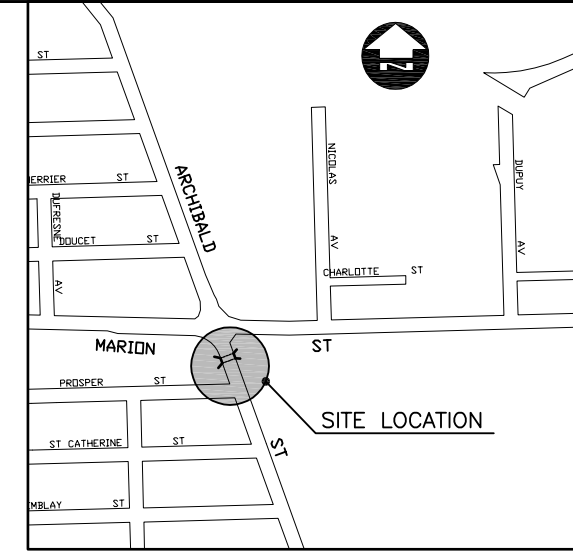 ST
N
NICOLAS AV
DUPUY AV
ARCHIBALD
ERRIER ST
DUFRESNE AV
DOUCET ST
CHARLOTTE ST
MARION ST
PROSPER ST
SITE LOCATION
ST CATHERINE ST
ST
MBLAY ST